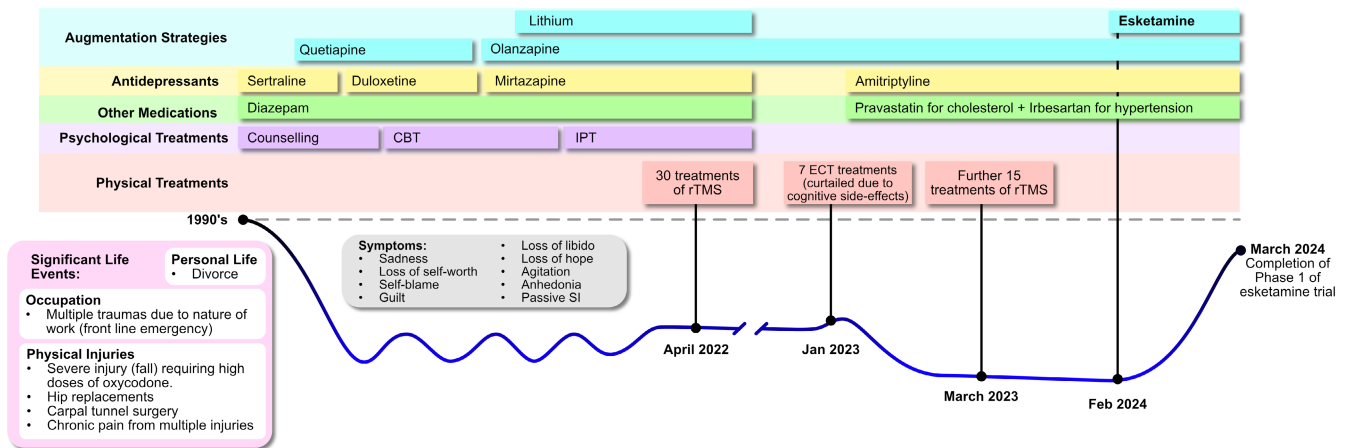 Augmentation Strategies
Lithium
Esketamine
Quetiapine
Olanzapine
Antidepressants
Sertraline
Duloxetine
Mirtazapine
Amitriptyline
Other Medications
Diazepam
Pravastatin for cholesterol + Irbesartan for hypertension
Psychological Treatments
Counselling
CBT
IPT
Physical Treatments
30 treatments
of rTMS
7 ECT treatments
(curtailed due to
cognitive side-effects)
Further 15
treatments of rTMS
1990's
Significant Life
Events:
Personal Life
• Divorce
Occupation
• Multiple traumas due to nature of
work (front line emergency)
Physical Injuries
• Severe injury (fall) requiring high
doses of oxycodone.
• Hip replacements
• Carpal tunnel surgery
• Chronic pain from multiple injuries
Symptoms:
• Sadness
• Loss of self-worth
• Self-blame
• Guilt
• Loss of libido
• Loss of hope
• Agitation
• Anhedonia
• Passive SI
April 2022
Jan 2023
March 2023
Feb 2024
March 2024
Completion of
Phase 1 of
esketamine trial